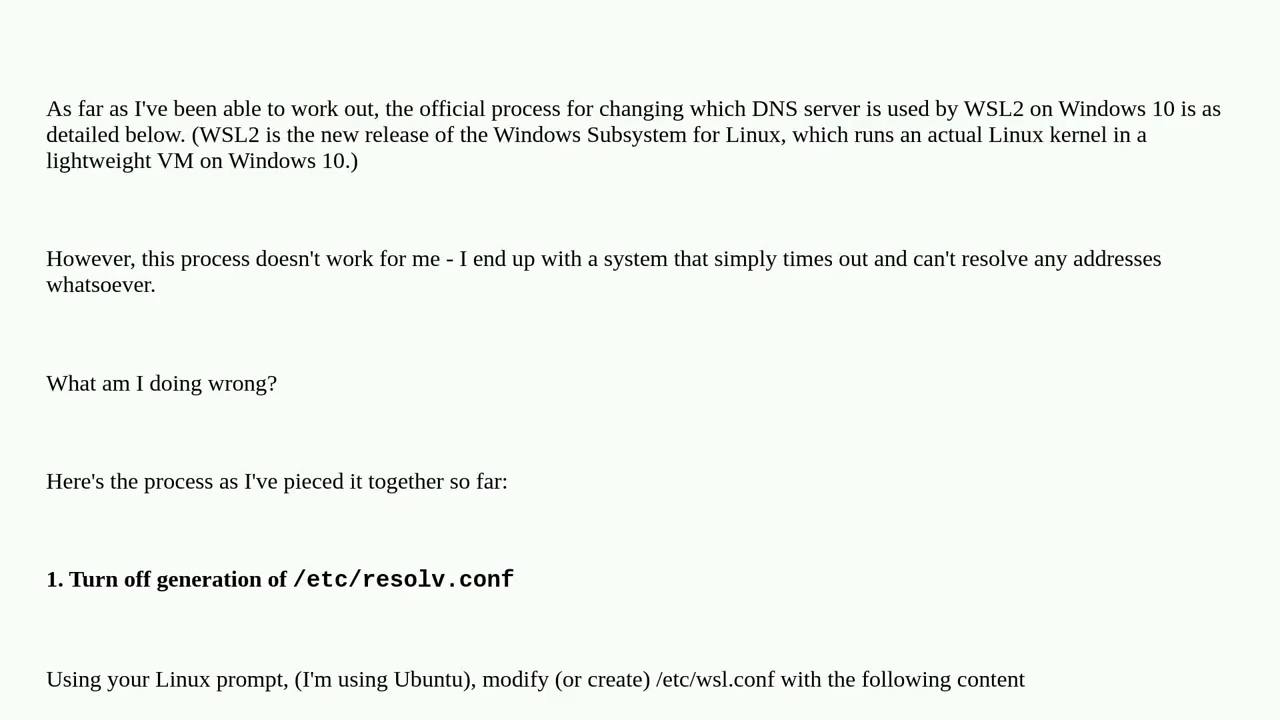 As far as I've been able to work out, the official process for changing which DNS server is used by WSL2 on Windows 10 is as
detailed below. (WSL2 is the new release of the Windows Subsystem for Linux, which runs an actual Linux kernel in a
lightweight VM on Windows 10.)
However, this process doesn't work for me - I end up with a system that simply times out and can't resolve any addresses
whatsoever.
What am I doing wrong?
Here's the process as I've pieced it together so far:
1. Turn off generation of /etc/resolv.conf
Using your Linux prompt, (I'm using Ubuntu), modify (or create) /etc/wsl.conf with the following content